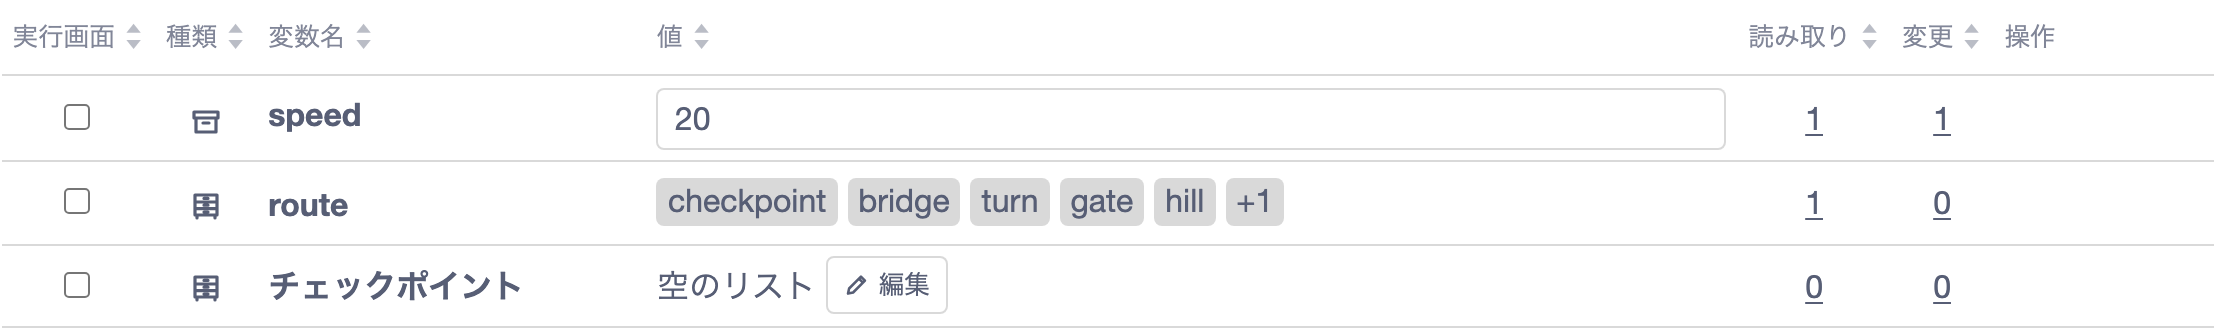 実行画面 種類 変数名 値 読み取り 変更 操作
speed 20 1 1
route checkpoint bridge turn gate hill +1 1 0
チェックポイント 空のリスト 編集 0 0